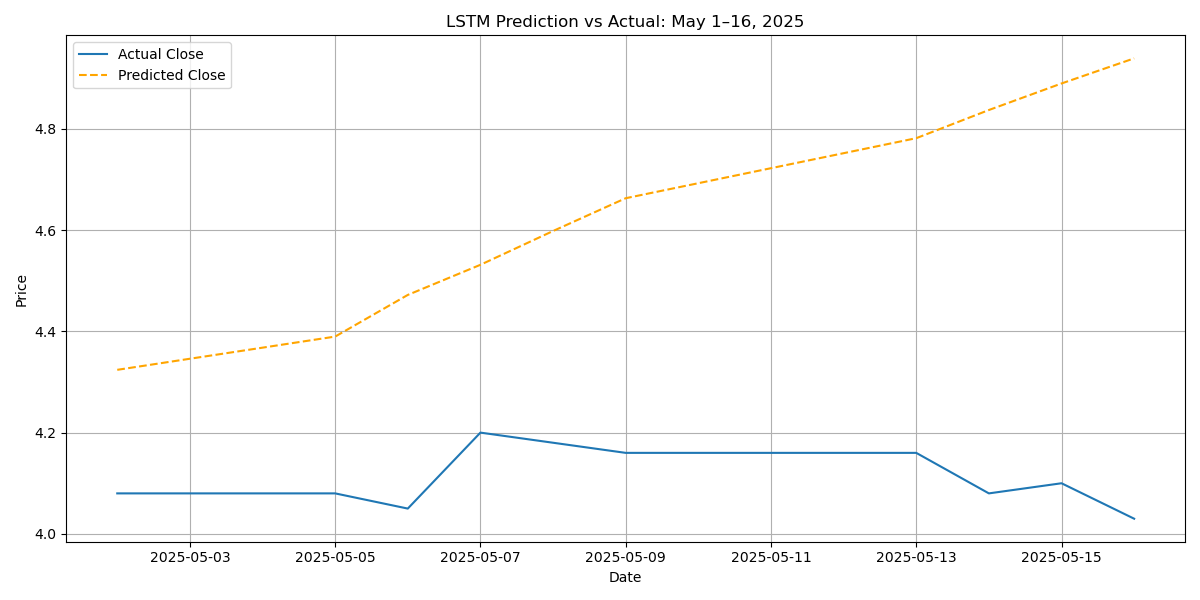 LSTM Prediction vs Actual: May 1–16, 2025
Actual Close
Predicted Close
Price
4.8
4.6
4.4
4.2
4.0
2025-05-03 2025-05-05 2025-05-07 2025-05-09 2025-05-11 2025-05-13 2025-05-15
Date